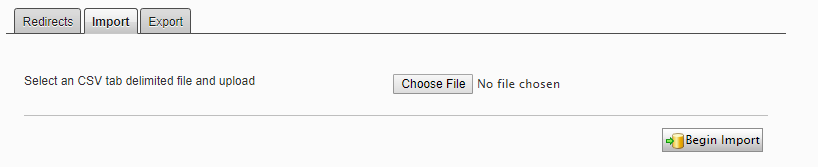 Redirects Import Export
Select an CSV tab delimited file and upload Choose File No file chosen
Begin Import